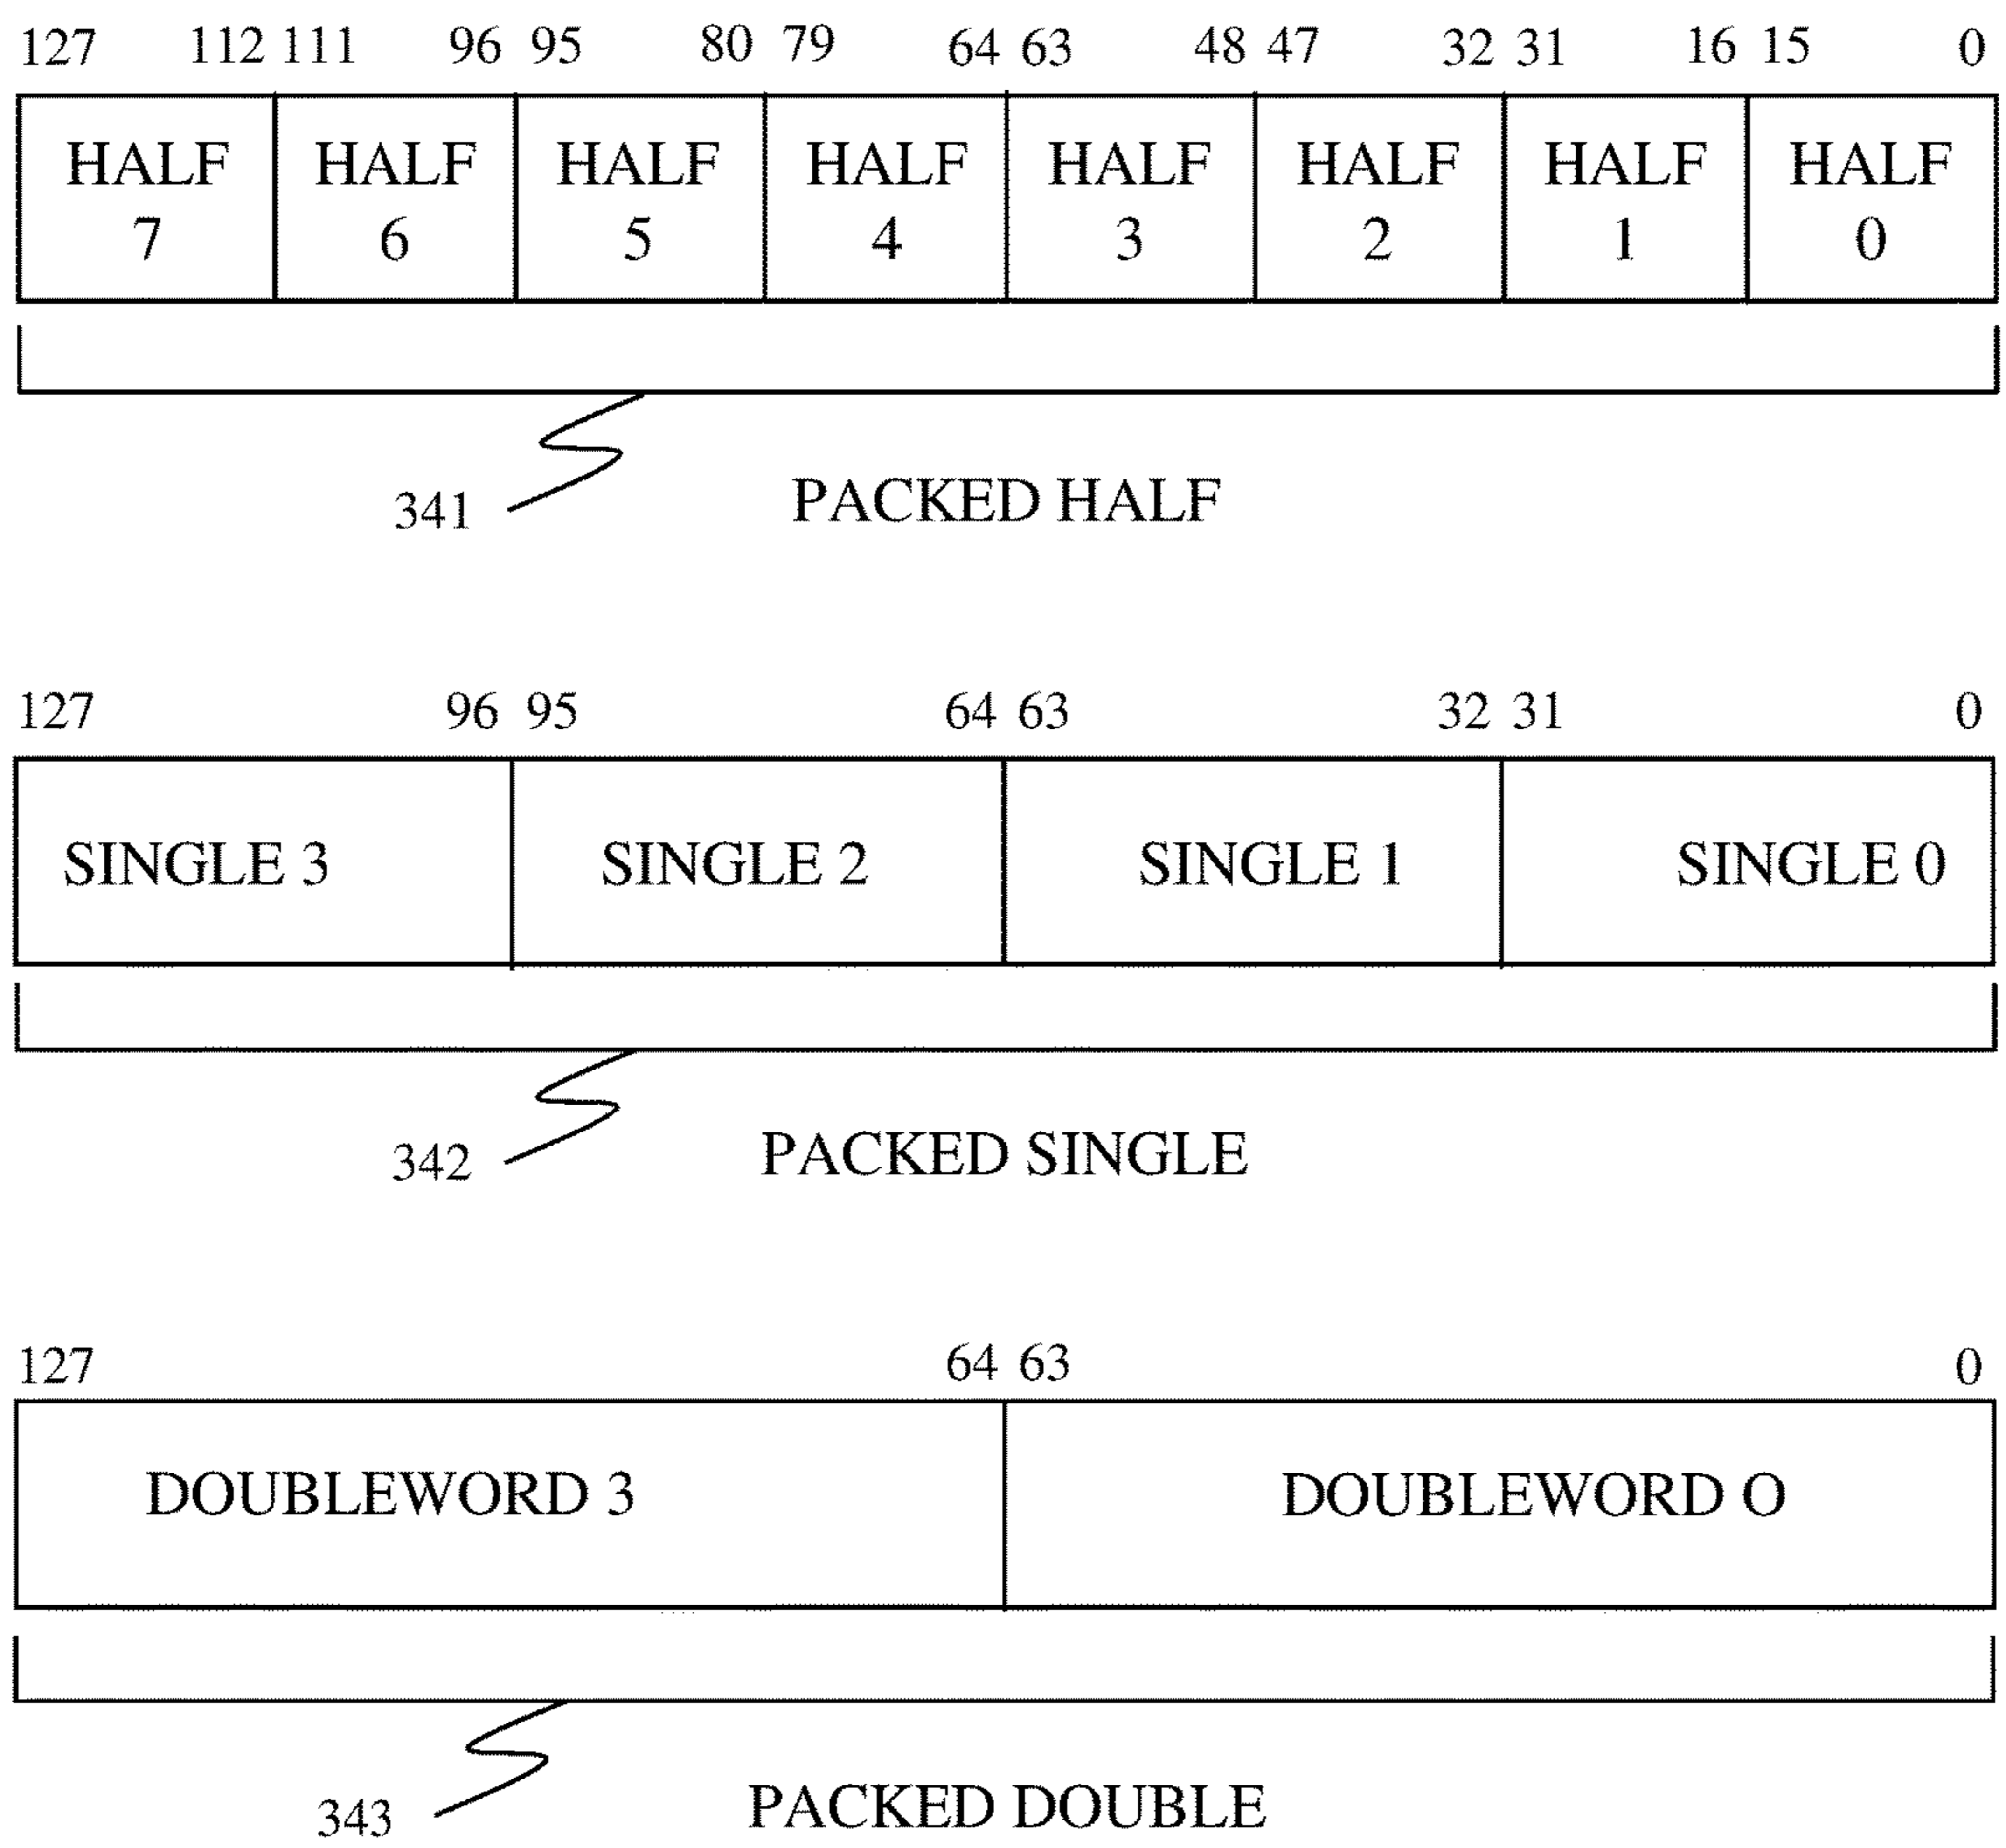 127 112 111 96 95 80 79 64 63 48 47 32 31 16 15 0
HALF HALF HALF HALF HALF HALF HALF HALF
7 6 5 4 3 2 1 0
341 PACKED HALF
127 96 95 64 63 32 31 0
SINGLE 3 SINGLE 2 SINGLE 1 SINGLE 0
342 PACKED SINGLE
127 64 63 0
DOUBLEWORD 3 DOUBLEWORD O
343 PACKED DOUBLE